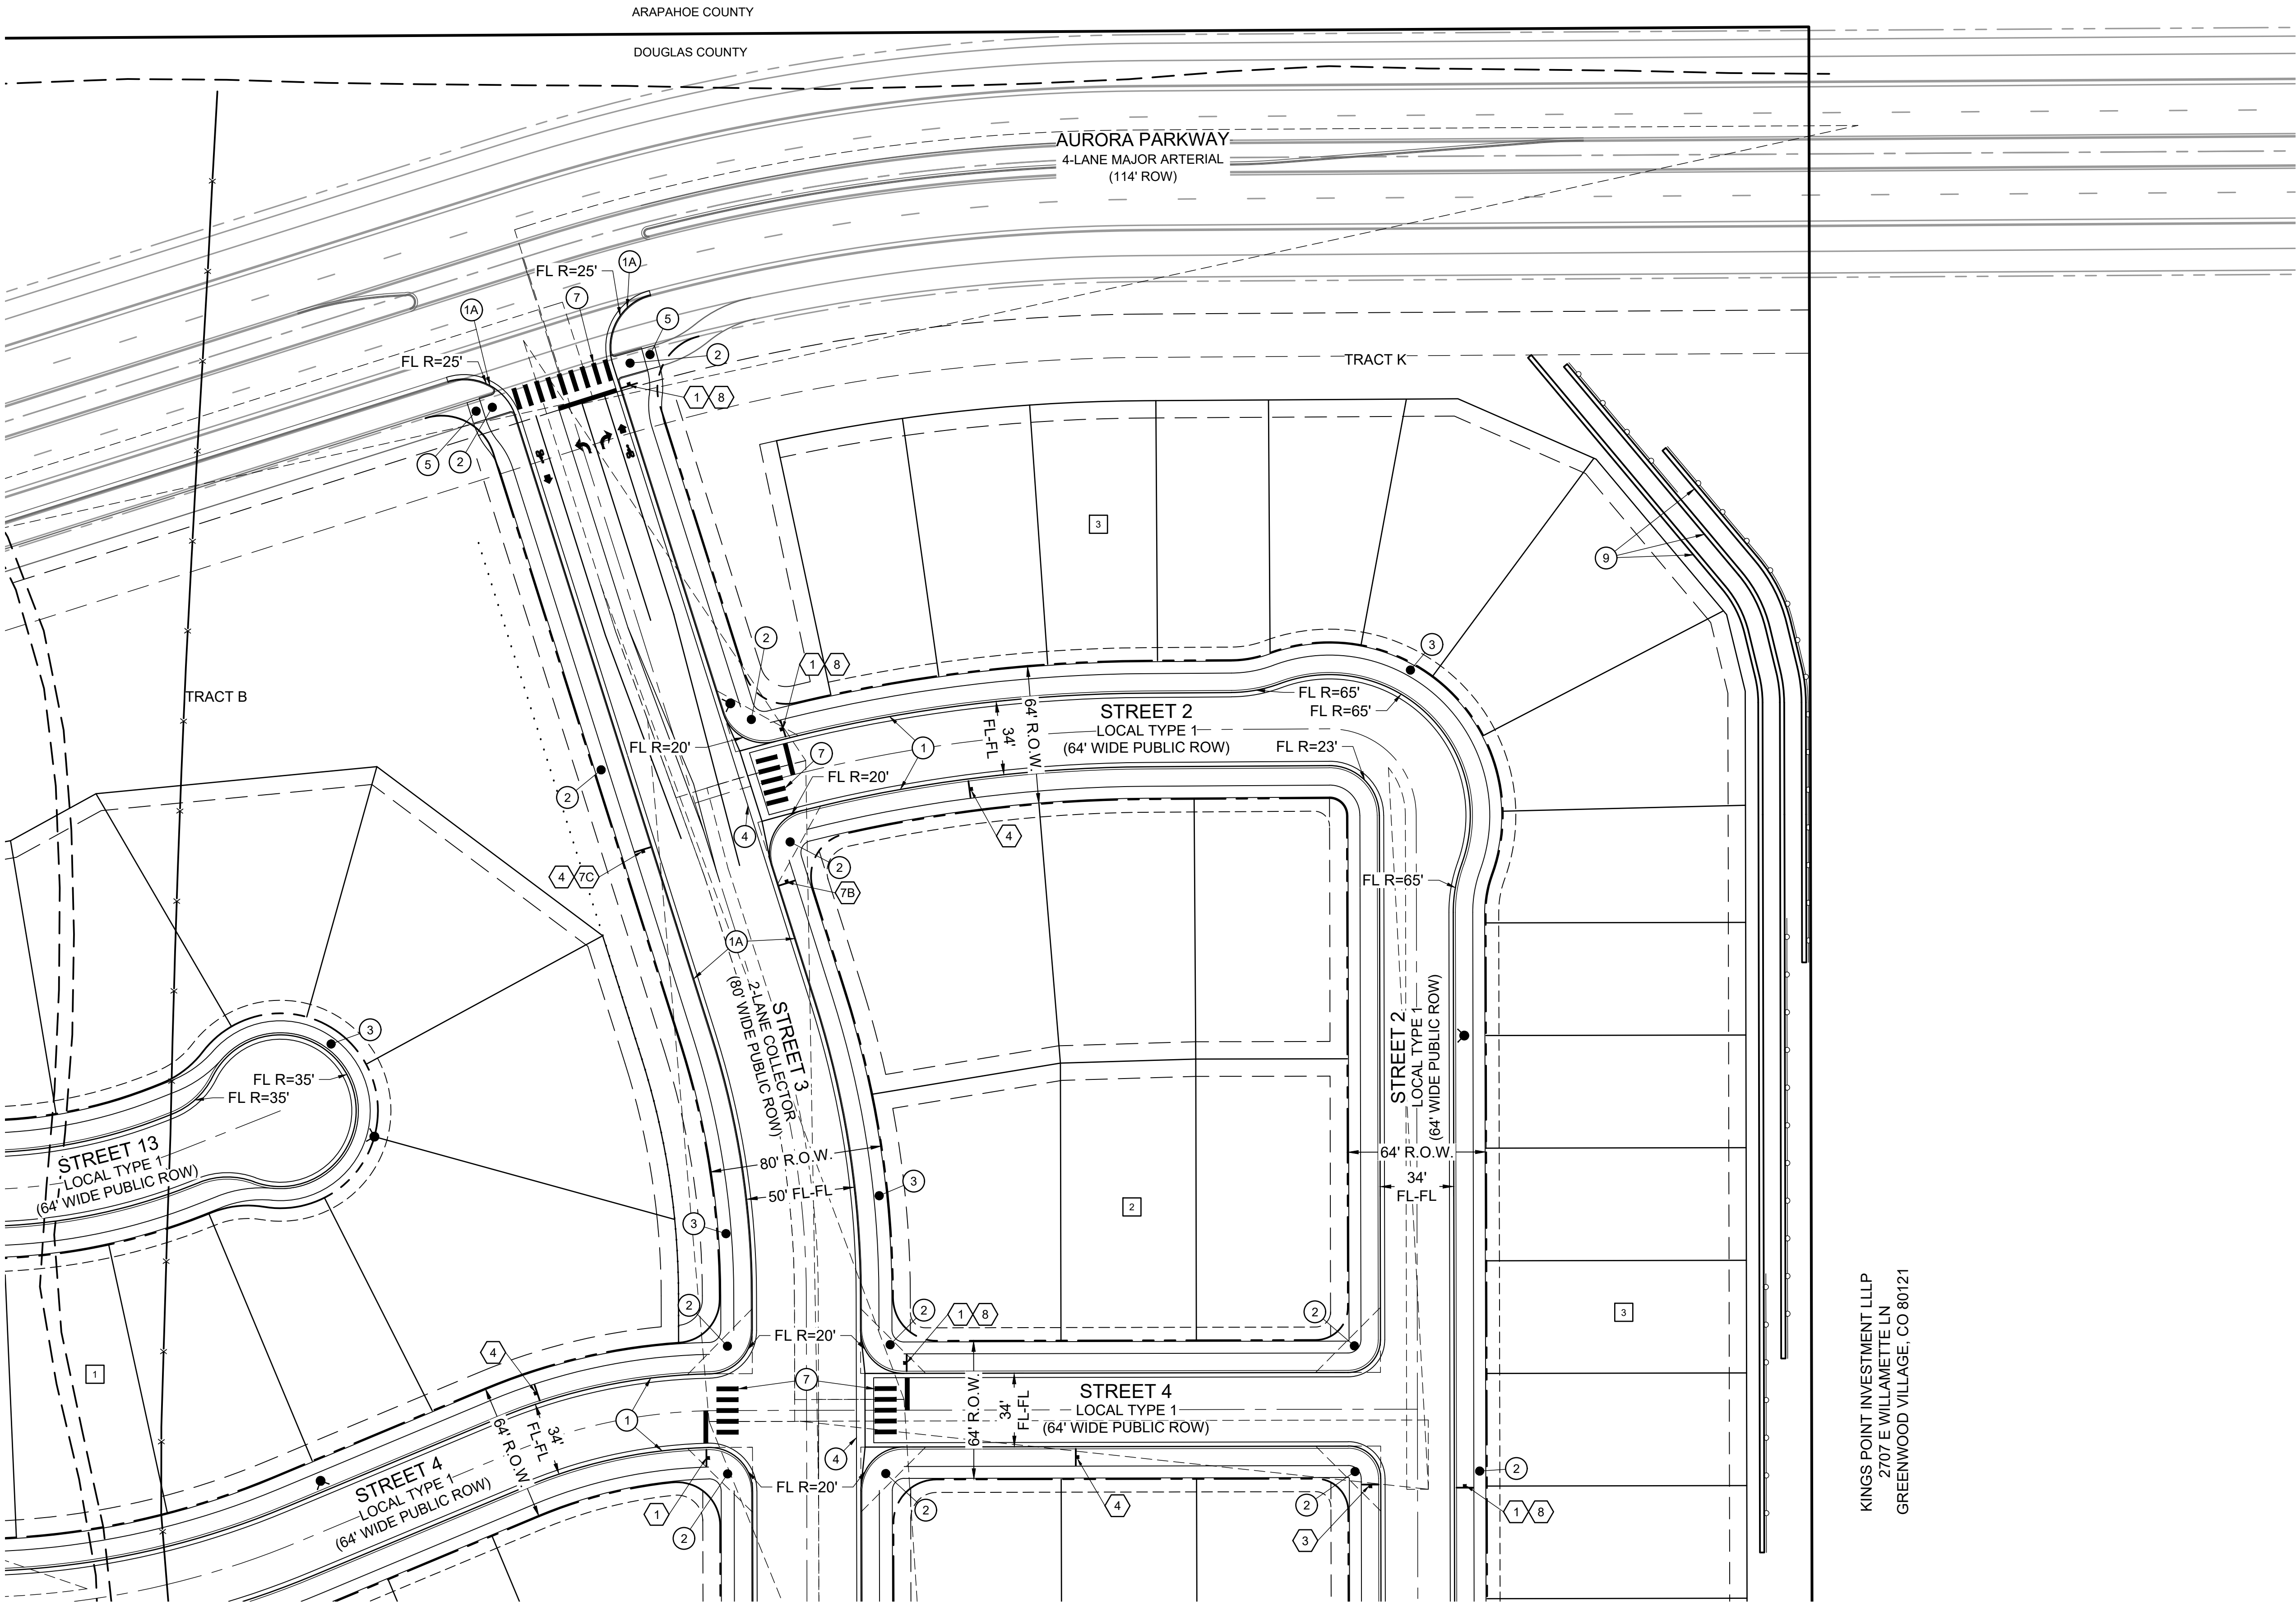 ARAPAHOE COUNTY
DOUGLAS COUNTY
AURORA PARKWAY
4-LANE MAJOR ARTERIAL
(114' ROW)
1A
FL R=25'
7
1A
5
2
FL R=25'
TRACT K
1 8
5
2
3
9
2
1 8
3
TRACT B
FL R=65'
FL R=65'
64' R.O.W.
34'
FL-FL
STREET 2
LOCAL TYPE 1
(64' WIDE PUBLIC ROW)
FL R=20'
1
FL R=23'
7
FL R=20'
2
4
4
2
4 7C
7B
FL R=65'
1A
STREET 3
2-LANE COLLECTOR
(80' WIDE PUBLIC ROW)
STREET 2
LOCAL TYPE 1
(64' WIDE PUBLIC ROW)
3
FL R=35'
FL R=35'
STREET 13
LOCAL TYPE 1
(64' WIDE PUBLIC ROW)
80' R.O.W.
50' FL-FL
3
3
64' R.O.W.
34'
FL-FL
2
2
2
1 8
2
3
FL R=20'
4
1
7
1
64' R.O.W.
34'
FL-FL
STREET 4
LOCAL TYPE 1
(64' WIDE PUBLIC ROW)
64' R.O.W.
34'
FL-FL
4
STREET 4
LOCAL TYPE 1
(64' WIDE PUBLIC ROW)
FL R=20'
1
2
2
4
2
3
2
1 8
KINGS POINT INVESTMENT LLLP
2707 E WILLAMETTE LN
GREENWOOD VILLAGE, CO 80121